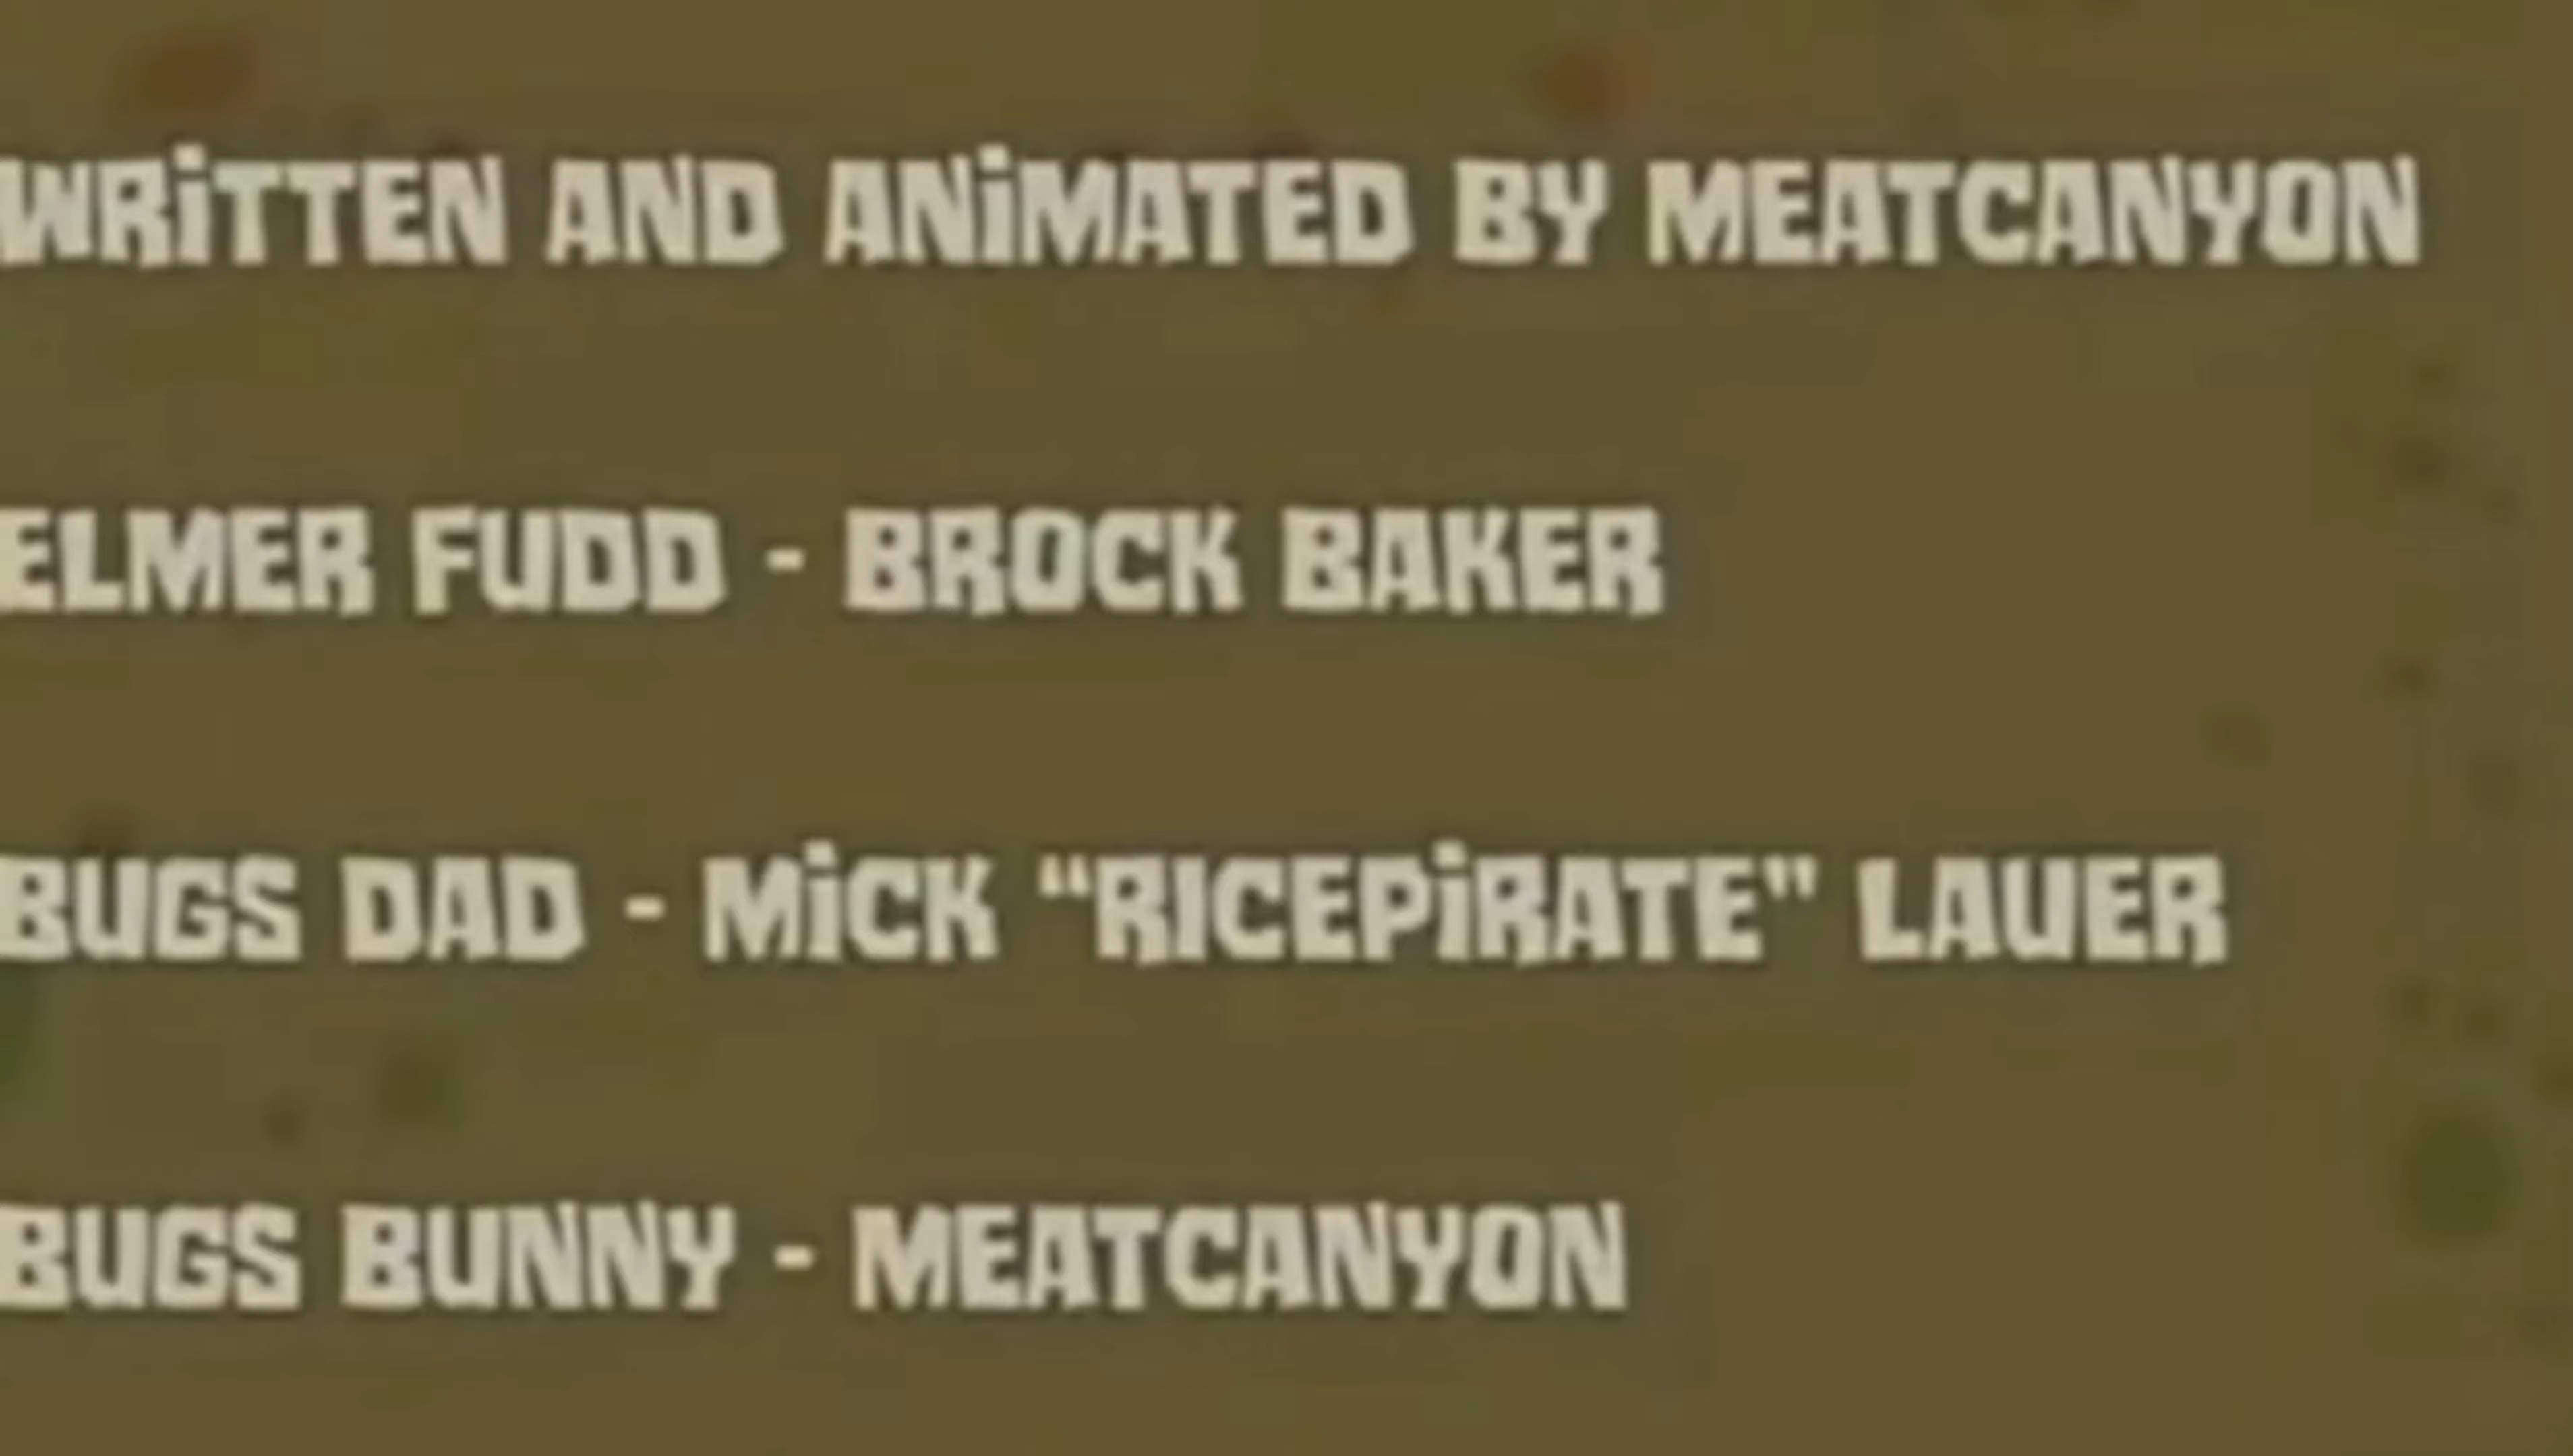 WRiTTEN AND ANiMATED BY MEATCANYON
ELMER FUDD - BROCK BAKER
BUGS DAD - MiCK “RICEPiRATE" LAUER
BUGS BUNNY - MEATCANYON